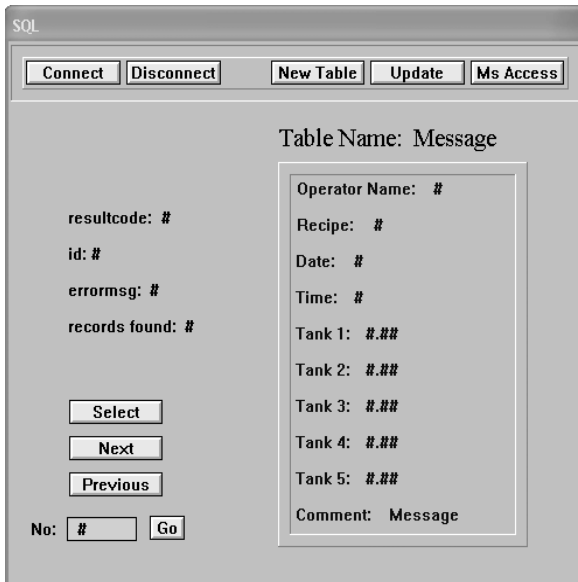 SQL
Connect Disconnect New Table Update Ms Access
Table Name: Message
Operator Name: #
resultcode: #
Recipe: #
id: #
Date: #
errormsg: #
Time: #
records found: #
Tank 1: #.##
Tank 2: #.##
Tank 3: #.##
Select
Tank 4: #.##
Next
Tank 5: #.##
Previous
Comment: Message
No: # Go